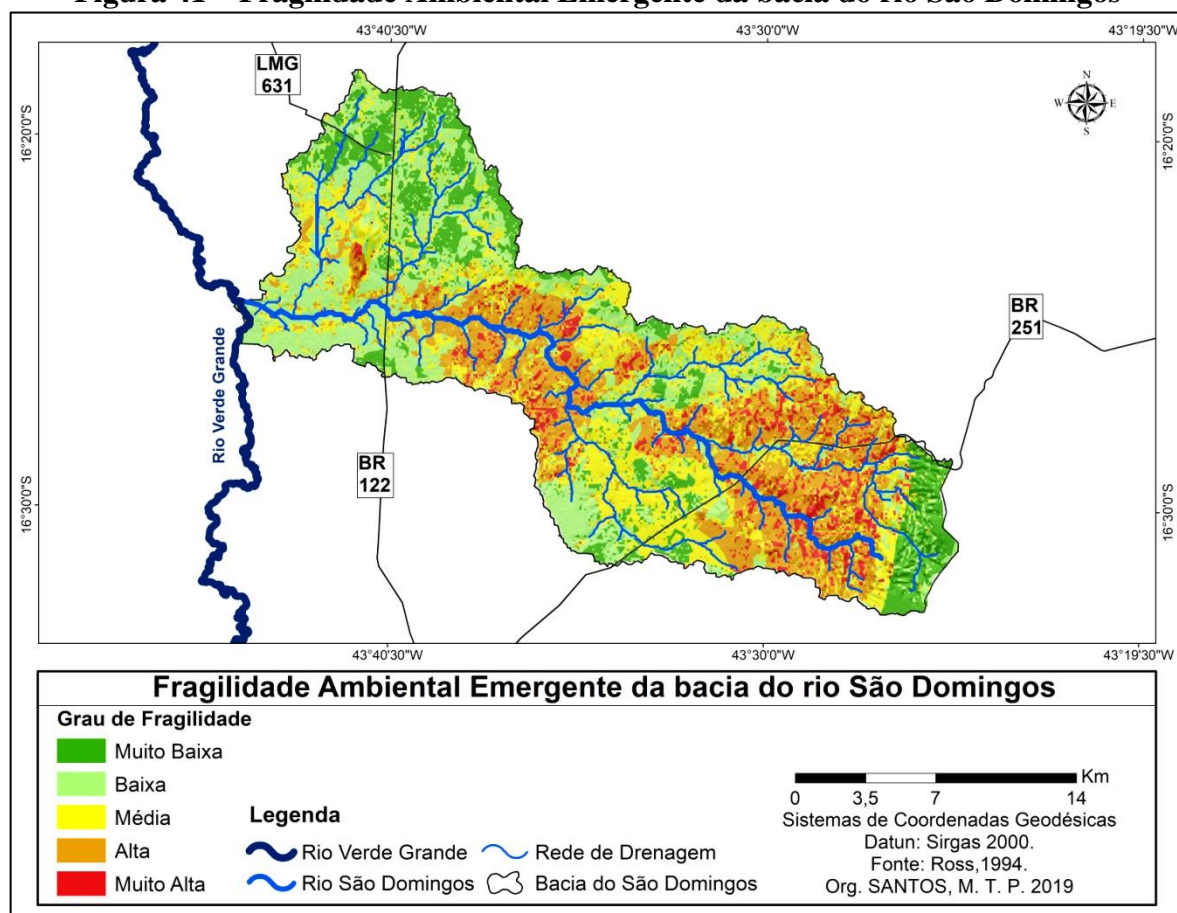 Figura 41 – Fragilidade Ambiental Emergente da bacia do rio São Domingos
43°40'30"W
43°30'0"W
43°19'30"W
LMG
631
N
W
E
S
16°20'0"S
16°20'0"S
BR
251
Rio Verde Grande
BR
122
16°30'0"S
16°30'0"S
43°40'30"W
43°30'0"W
43°19'30"W
Fragilidade Ambiental Emergente da bacia do rio São Domingos
Grau de Fragilidade
Muito Baixa
Baixa
Média
Alta
Muito Alta
Legenda
Rio Verde Grande
Rede de Drenagem
Rio São Domingos
Bacia do São Domingos
Km
0 3,5 7 14
Sistemas de Coordenadas Geodésicas
Datun: Sirgas 2000.
Fonte: Ross,1994.
Org. SANTOS, M. T. P. 2019